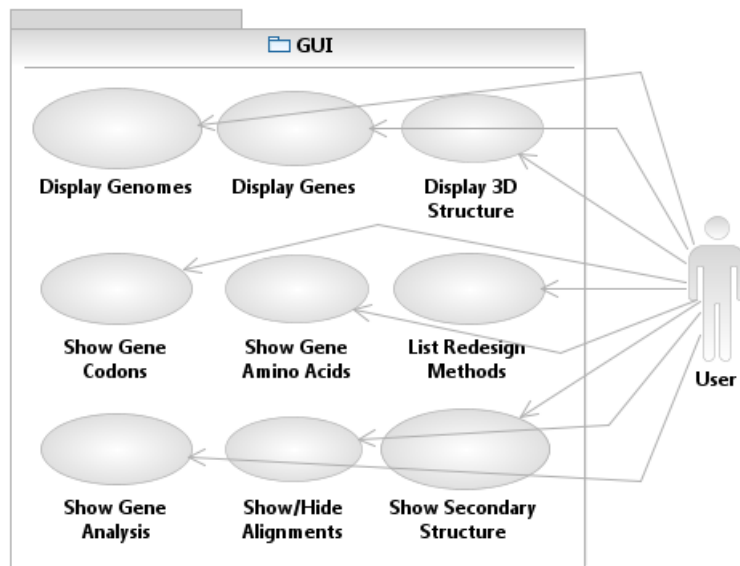 GUI
Display Genomes
Display Genes
Display 3D
Structure
Show Gene
Codons
Show Gene
Amino Acids
List Redesign
Methods
User
Show Gene
Analysis
Show/Hide
Alignments
Show Secondary
Structure